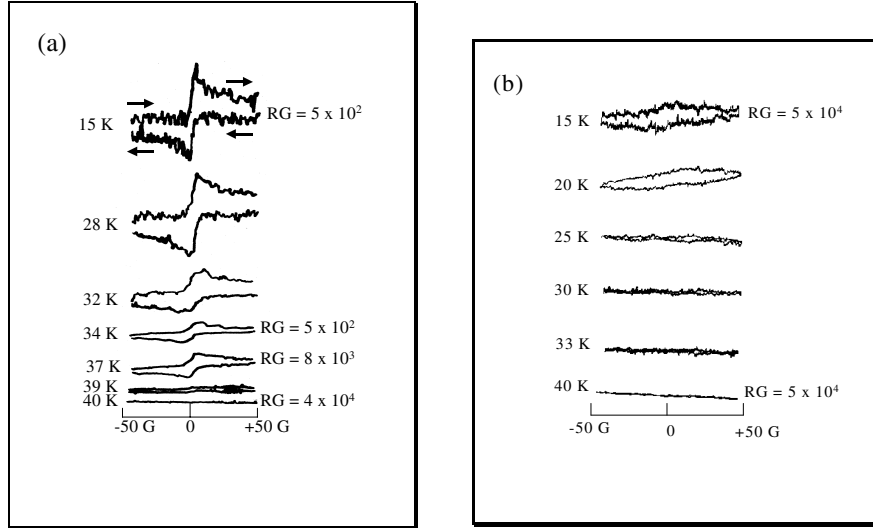 (a)
15 K
RG = 5 x 10²
28 K
32 K
34 K
RG = 5 x 10²
37 K
RG = 8 x 10³
39 K
40 K
RG = 4 x 10⁴
-50 G
0
+50 G
(b)
15 K
RG = 5 x 10⁴
20 K
25 K
30 K
33 K
40 K
RG = 5 x 10⁴
-50 G
0
+50 G